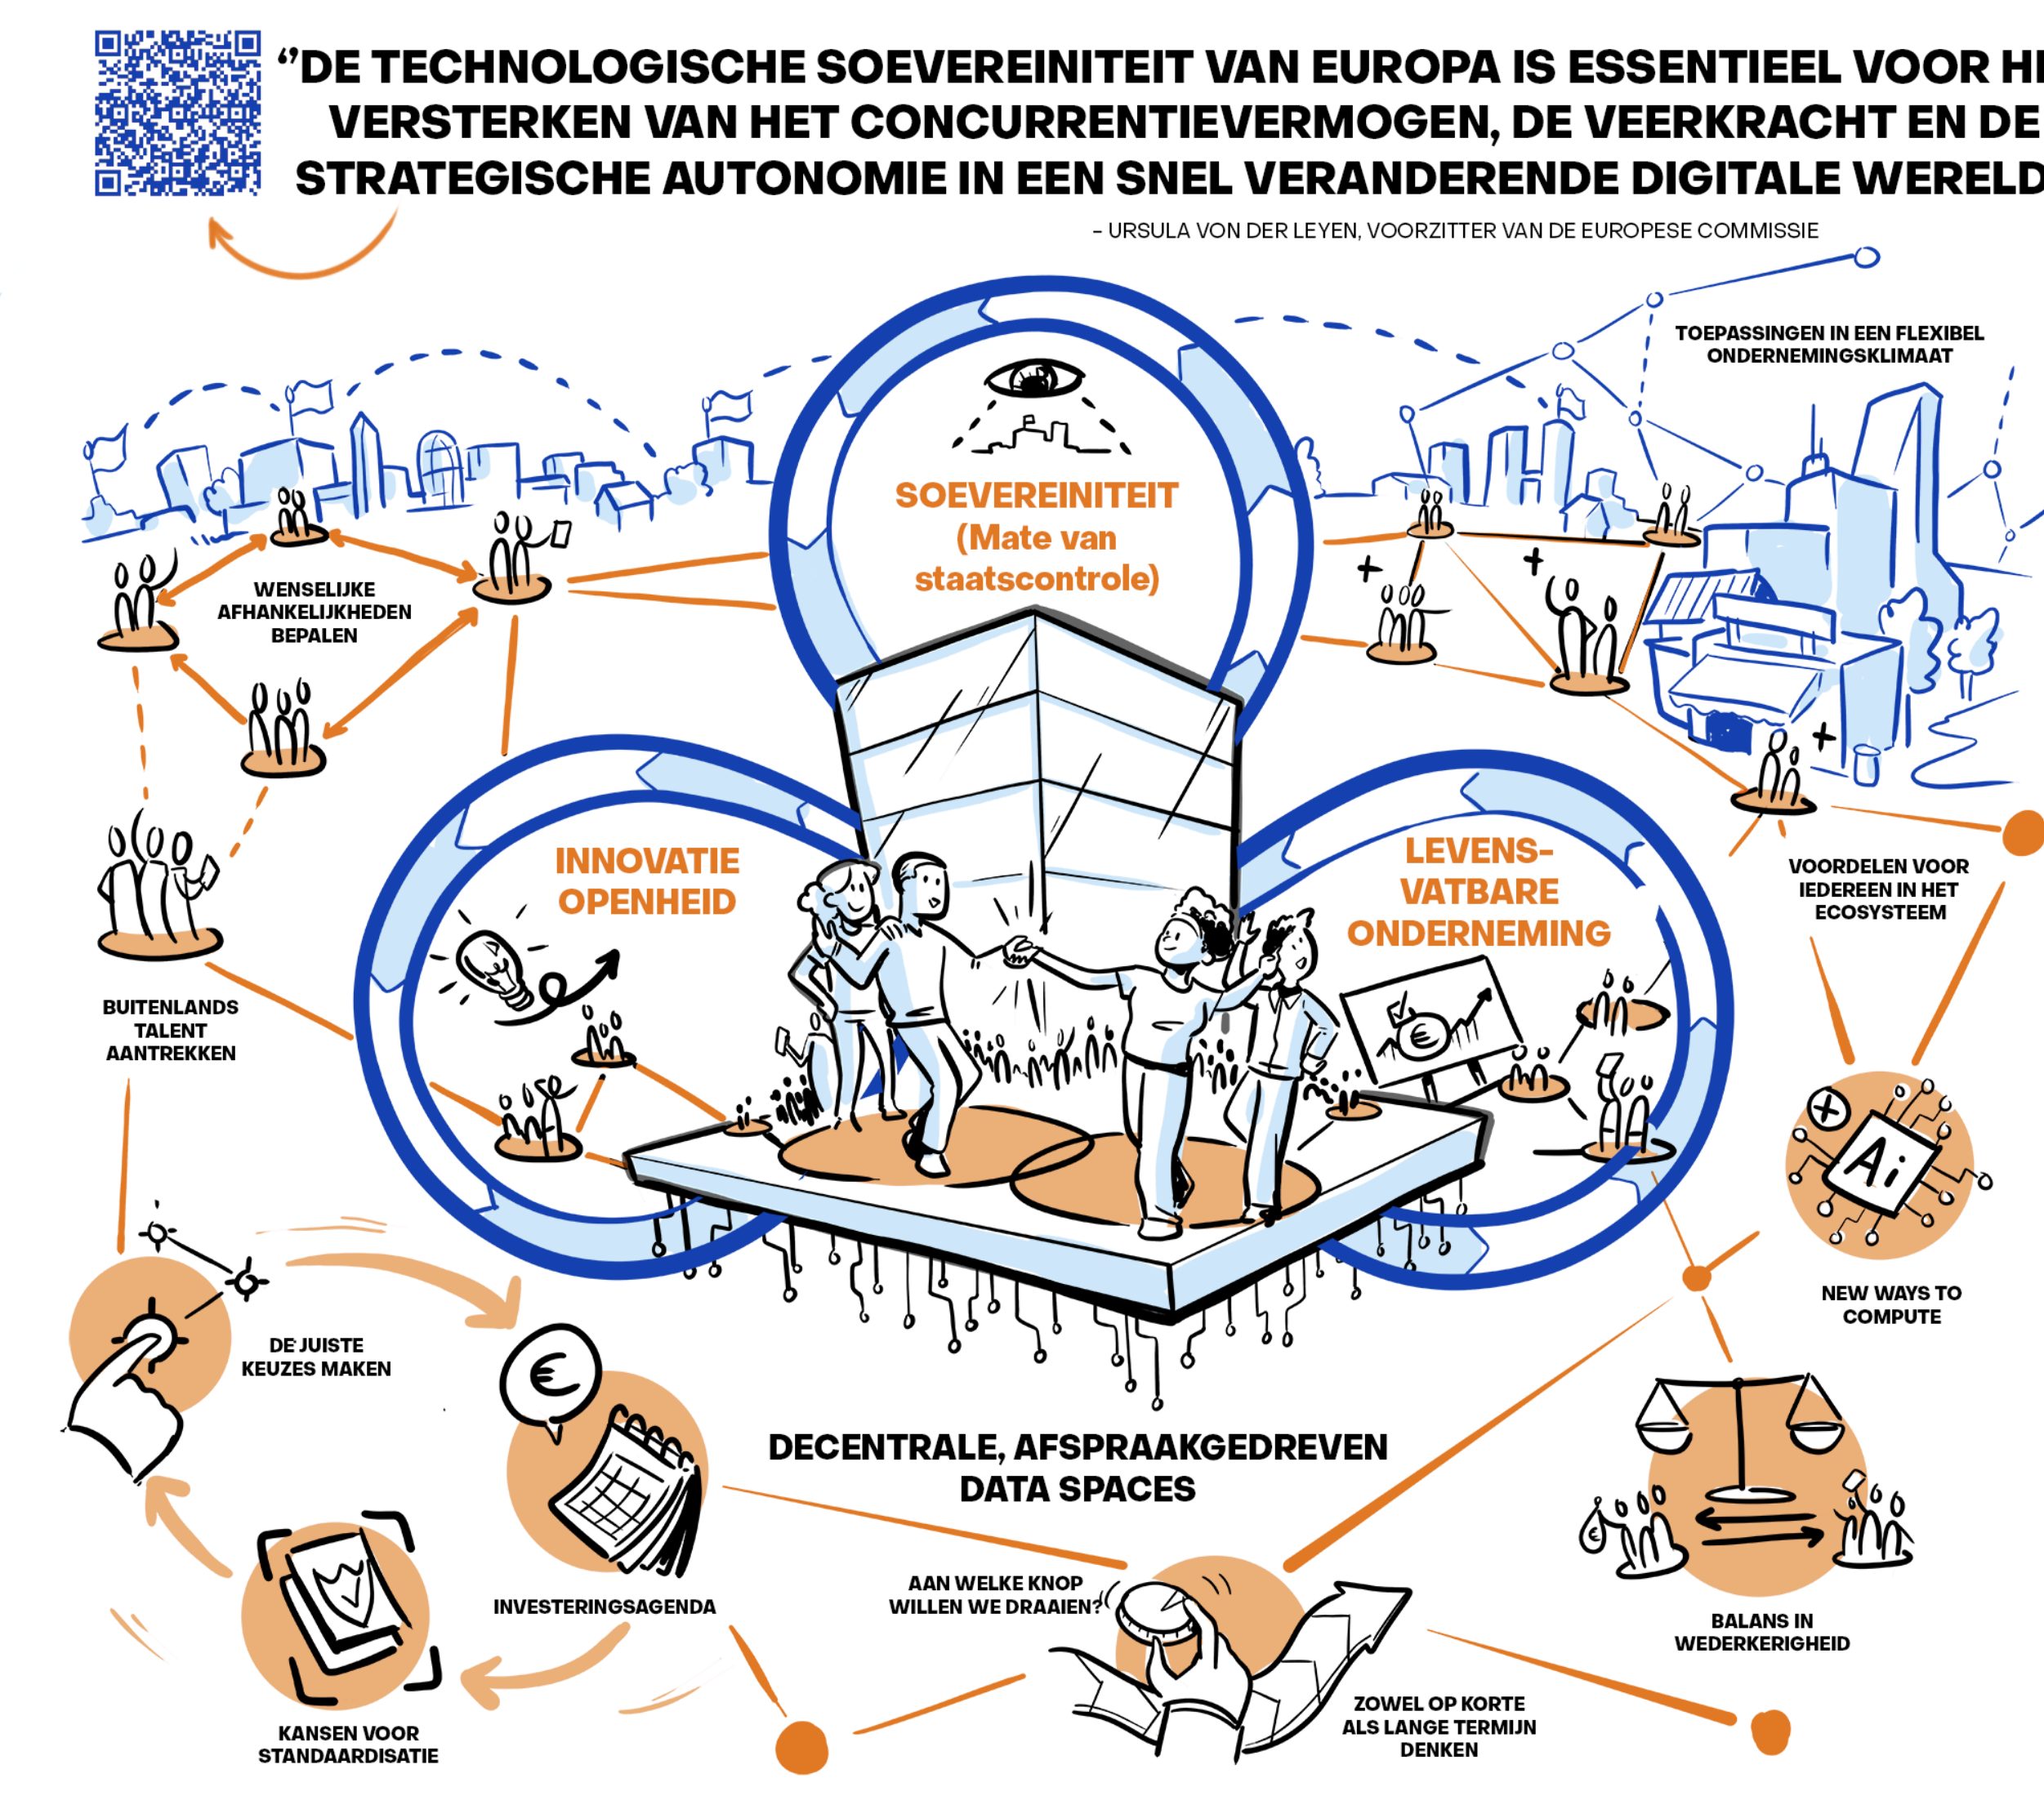 ‘’DE TECHNOLOGISCHE SOEVEREINITEIT VAN EUROPA IS ESSENTIEEL VOOR
VERSTERKEN VAN HET CONCURRENTIEVERMOGEN, DE VEERKRACHT EN DE
STRATEGISCHE AUTONOMIE IN EEN SNEL VERANDERENDE DIGITALE WERELD
– URSULA VON DER LEYEN, VOORZITTER VAN DE EUROPESE COMMISSIE
TOEPASSINGEN IN EEN FLEXIBEL
ONDERNEMINGSKLIMAAT
SOEVEREINITEIT
(Mate van
staatscontrole)
WENSELIJKE
AFHANKELIJKHEDEN
BEPALEN
INNOVATIE
OPENHEID
LEVENS-
VATBARE
ONDERNEMING
VOORDELEN VOOR
IEDEREEN IN HET
ECOSYSTEEM
BUITENLANDS
TALENT
AANTREKKEN
€
Ai
NEW WAYS TO
COMPUTE
DE JUISTE
KEUZES MAKEN
€
DECENTRALE, AFSPRAAKGEDREVEN
DATA SPACES
€
INVESTERINGSAGENDA
AAN WELKE KNOP
WILLEN WE DRAAIEN?
BALANS IN
WEDERKERIGHEID
KANSEN VOOR
STANDAARDISATIE
ZOWEL OP KORTE
ALS LANGE TERMIJN
DENKEN